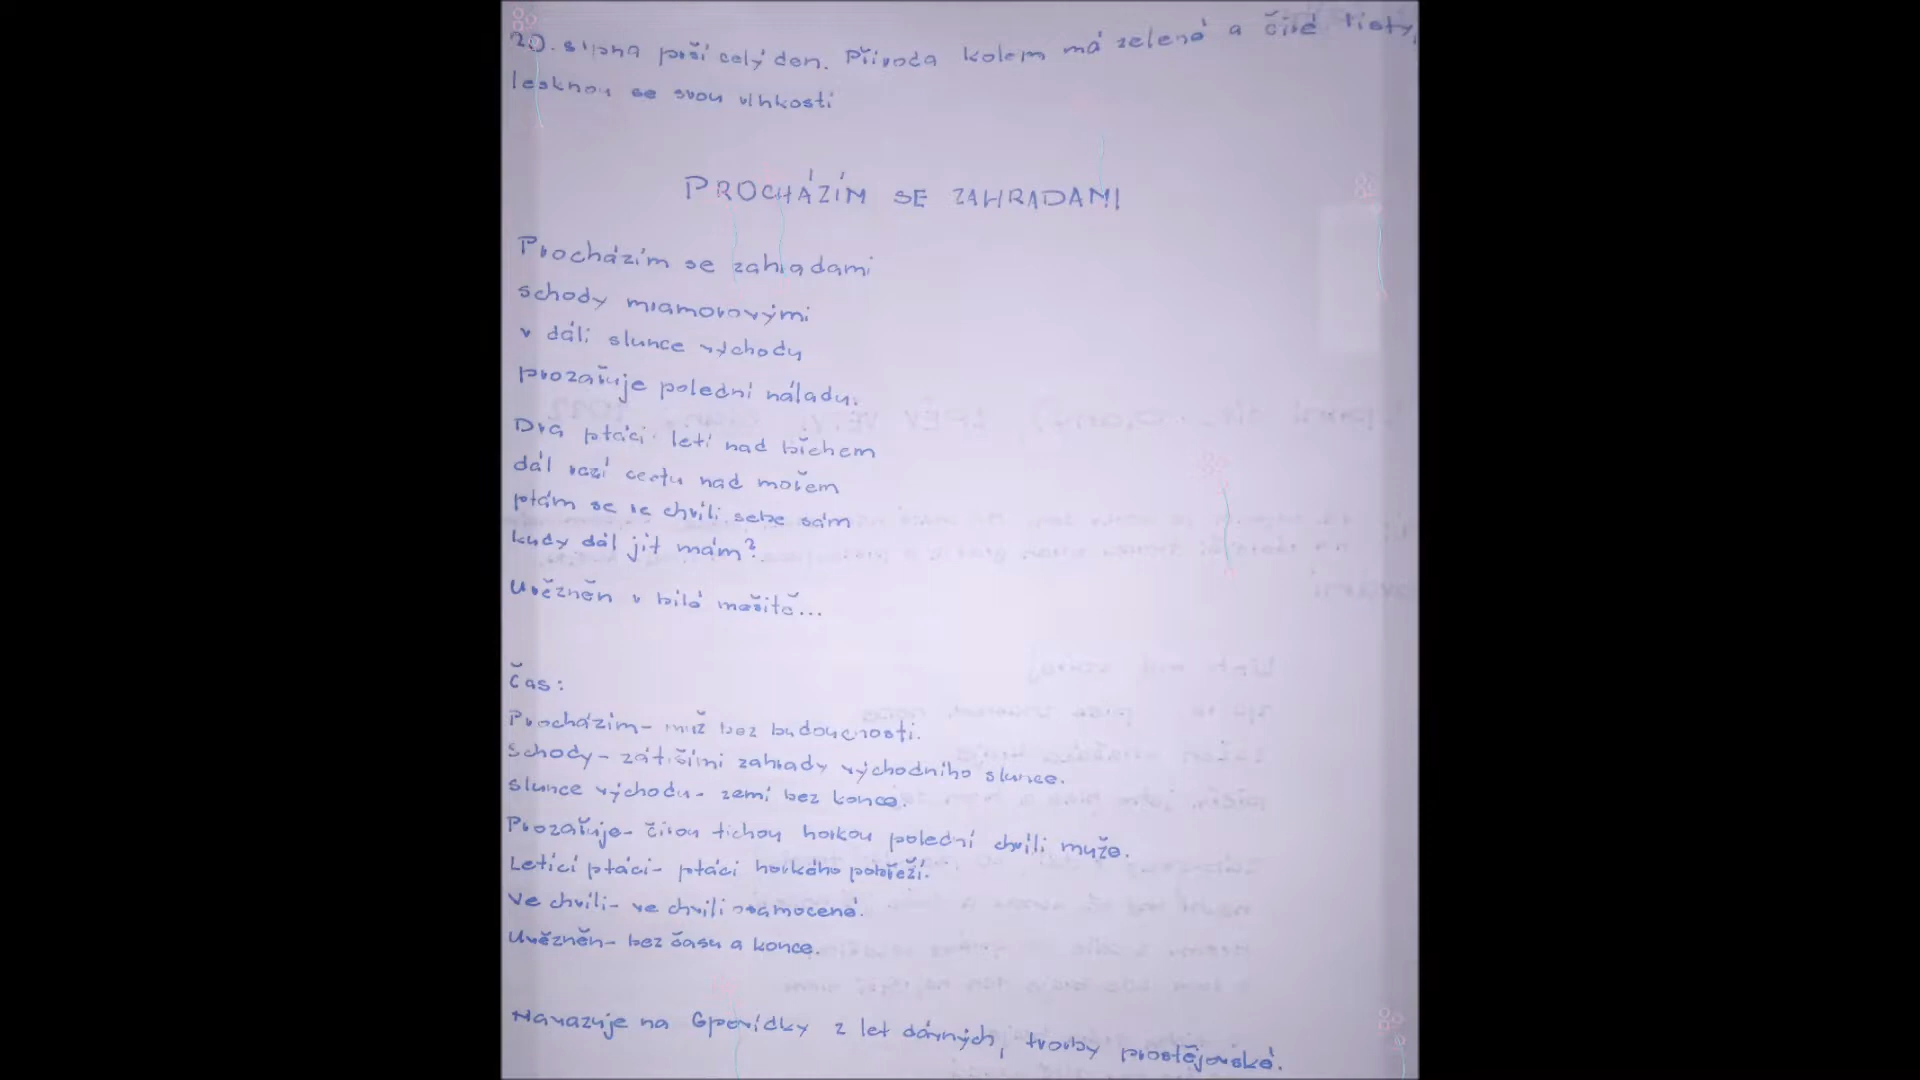 20. srpna prší celý den. Příroda kolem má zelené a čiré listy,
lesknou se svou vlhkostí
PROCHÁZÍM SE ZAHRADAMI
Procházím se zahradami
schody mramorovými
v dáli slunce východu
prozařuje polední náladu.
Dva ptáci letí nad břehem
dál razí cestu nad mořem
ptám se ve chvíli sebe sám
kudy dál jít mám?
Uvězněn v bílé mešitě...
Čas:
Procházím- muž bez budoucnosti.
Schody- zátišími zahrady východního slunce.
slunce východu- zemí bez konce.
Prozařuje- čirou tichou horkou polední chvíli muže.
Letící ptáci- ptáci horkého pobřeží.
Ve chvíli- ve chvíli osamocené.
Uvězněn- bez času a konce.
Navazuje na 6povídky z let dávných, tvorby prostějovské.